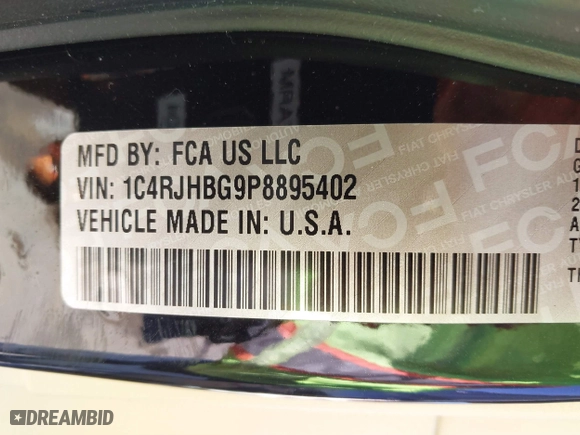 MFD BY: FCA US LLC
VIN: 1C4RJHBG9P8895402
VEHICLE MADE IN: U.S.A.
DREAMBID